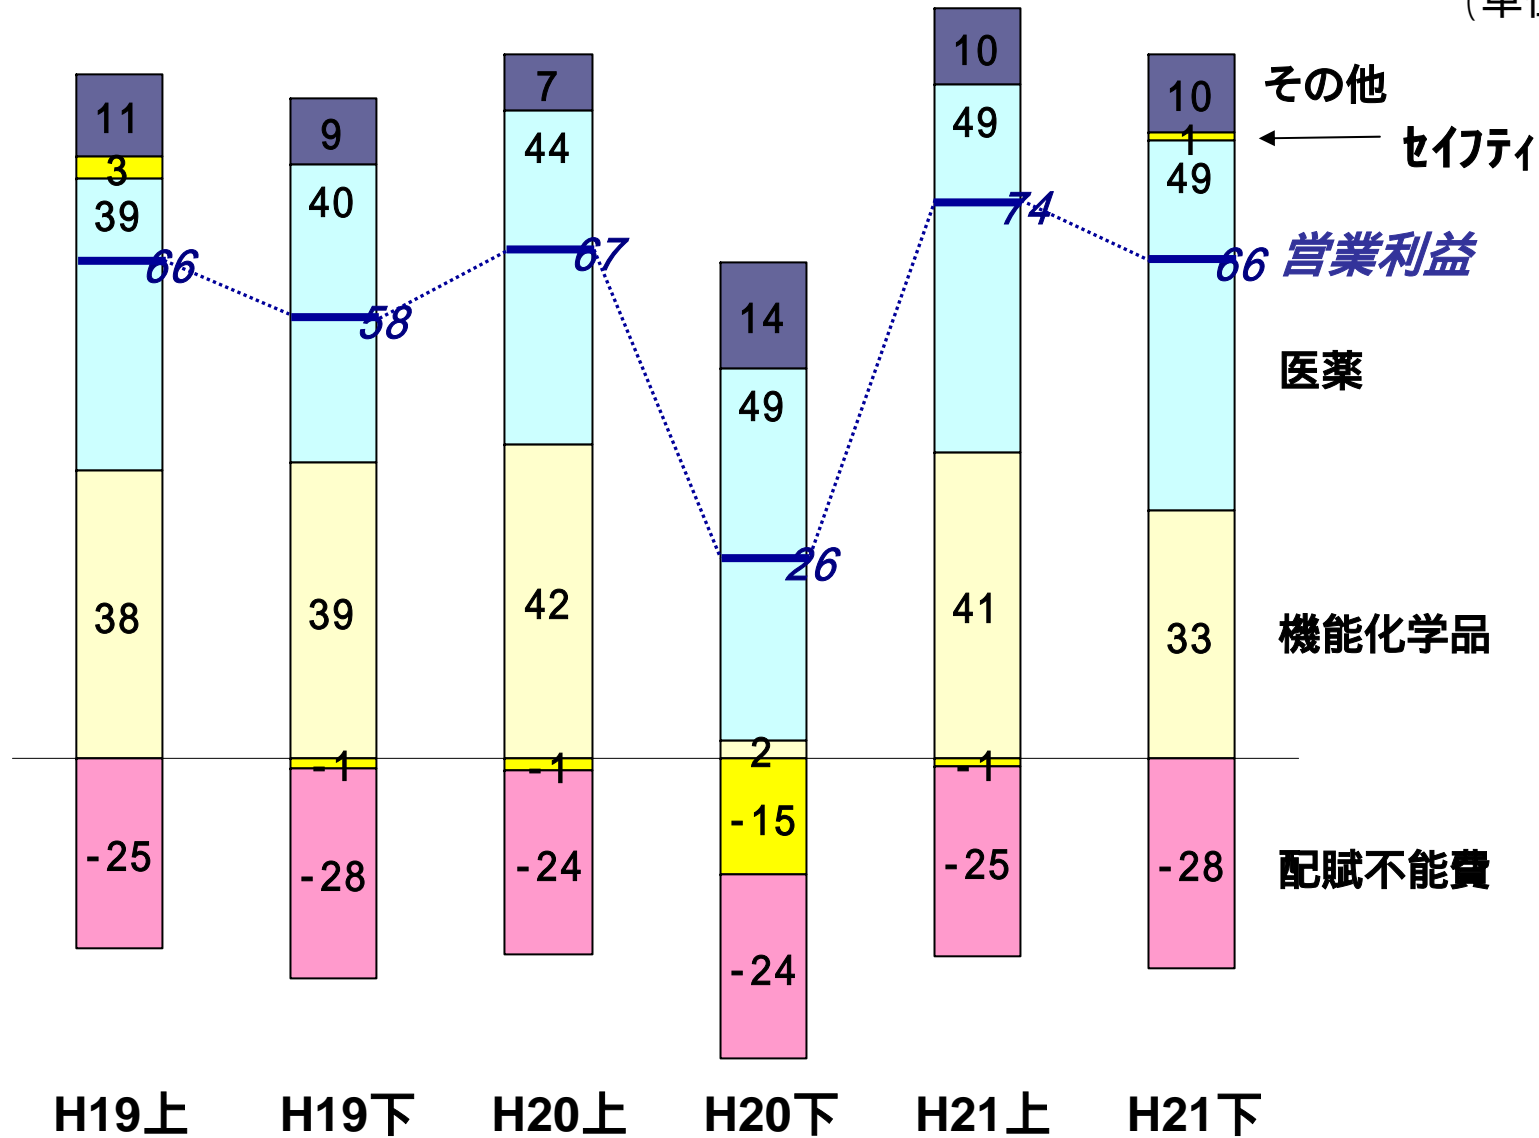 (単位
11 9 7 14 10 10 その他
3 1 セイフティ
39 40 44 49 49 49
66 58 67 26 74 66 営業利益
医薬
38 39 42 2 41 33 機能化学品
-1 -1 -15 -1
-25 -28 -24 -24 -25 -28 配賦不能費
H19上 H19下 H20上 H20下 H21上 H21下